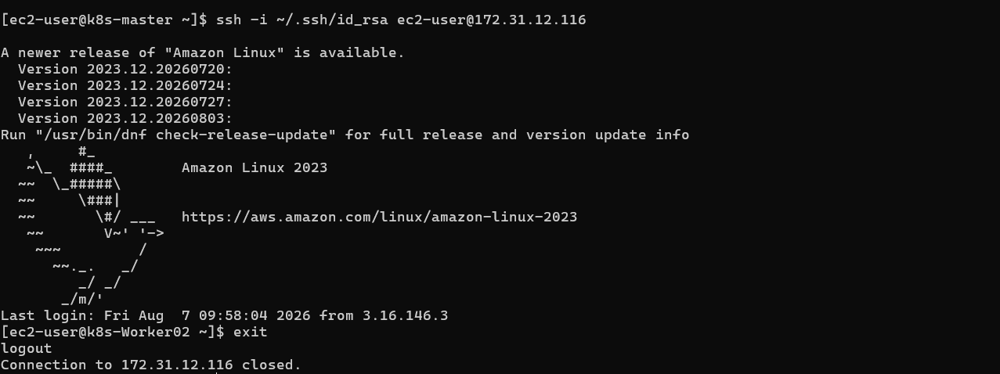 [ec2-user@k8s-master ~]$ ssh -i ~/.ssh/id_rsa ec2-user@172.31.12.116

A newer release of "Amazon Linux" is available.
  Version 2023.12.20260720:
  Version 2023.12.20260724:
  Version 2023.12.20260727:
  Version 2023.12.20260803:
Run "/usr/bin/dnf check-release-update" for full release and version update info
   ,     #_
   ~\_  ####_        Amazon Linux 2023
  ~~  \_#####\
  ~~     \###|
  ~~       \#/ ___   https://aws.amazon.com/linux/amazon-linux-2023
   ~~       V~' '->
    ~~~         /
      ~~._.   _/
         _/ _/
       _/m/'
Last login: Fri Aug  7 09:58:04 2026 from 3.16.146.3
[ec2-user@k8s-Worker02 ~]$ exit
logout
Connection to 172.31.12.116 closed.